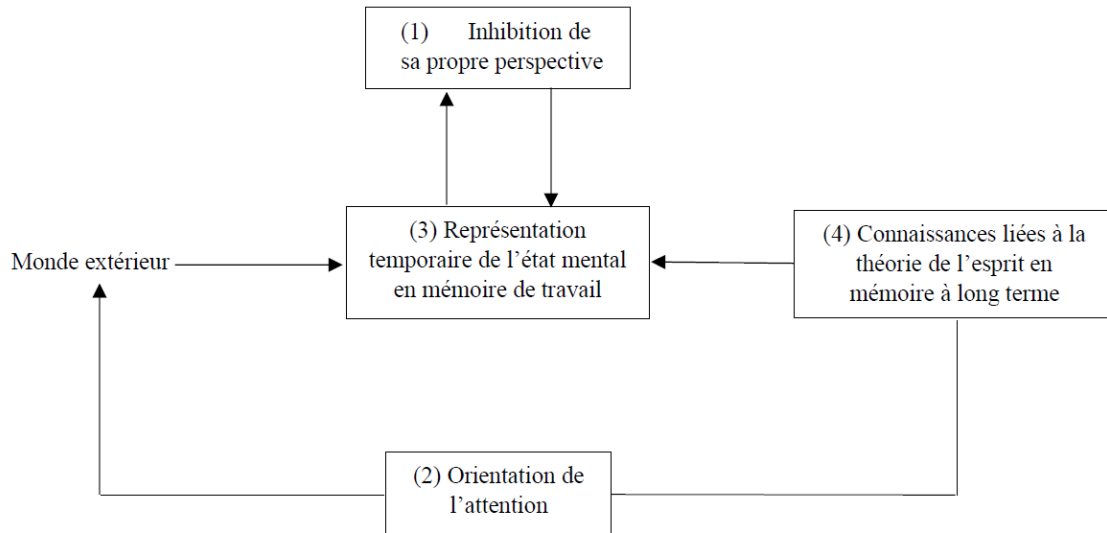 (1) Inhibition de
sa propre perspective
(3) Représentation
temporaire de l’état mental
en mémoire de travail
Monde extérieur
(4) Connaissances liées à la
théorie de l’esprit en
mémoire à long terme
(2) Orientation de
l’attention